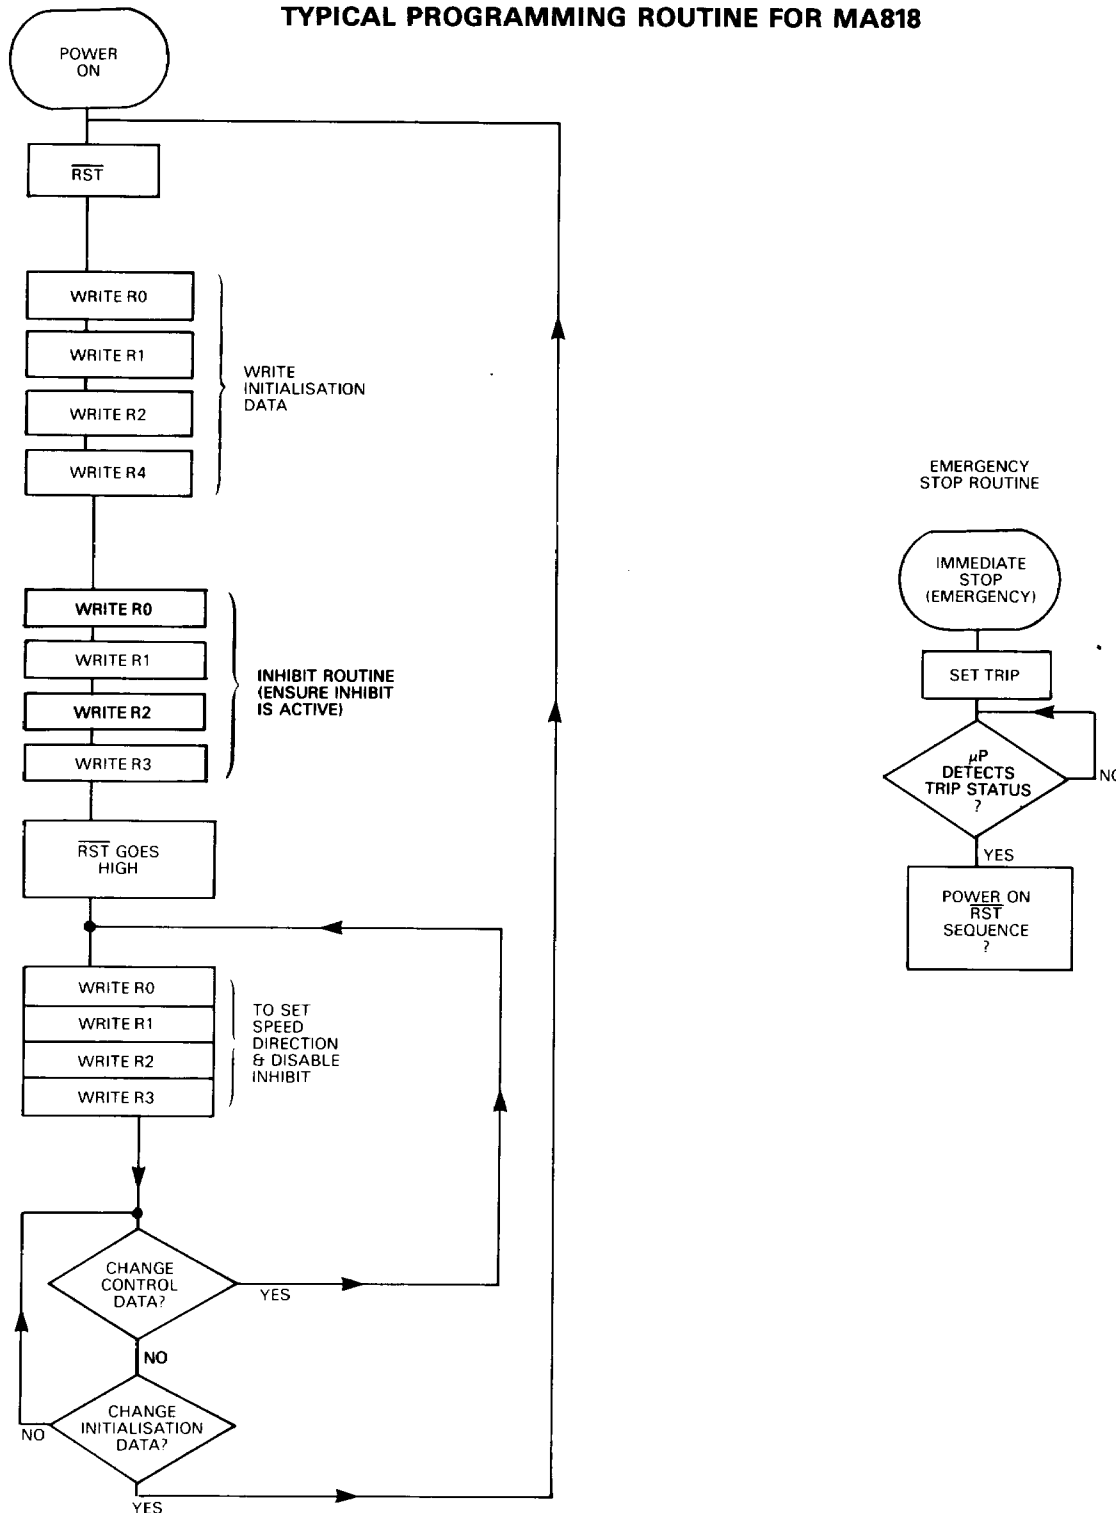 TYPICAL PROGRAMMING ROUTINE FOR MA818
POWER
ON
RST
WRITE R0
WRITE R1
WRITE R2
WRITE R4
WRITE
INITIALISATION
DATA
WRITE R0
WRITE R1
WRITE R2
WRITE R3
INHIBIT ROUTINE
(ENSURE INHIBIT
IS ACTIVE)
RST GOES
HIGH
WRITE R0
WRITE R1
WRITE R2
WRITE R3
TO SET
SPEED
DIRECTION
& DISABLE
INHIBIT
CHANGE
CONTROL
DATA?
YES
NO
CHANGE
INITIALISATION
DATA?
NO
YES
EMERGENCY
STOP ROUTINE
IMMEDIATE
STOP
(EMERGENCY)
SET TRIP
µP
DETECTS
TRIP STATUS
?
NO
YES
POWER ON
RST
SEQUENCE
?